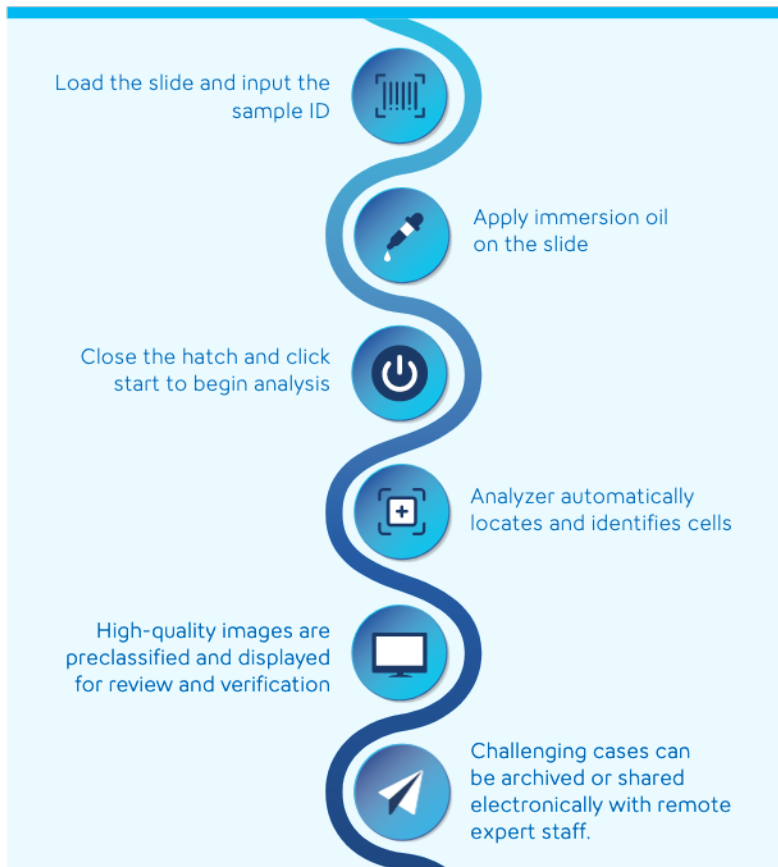 Load the slide and input the
sample ID
Apply immersion oil
on the slide
Close the hatch and click
start to begin analysis
Analyzer automatically
locates and identifies cells
High-quality images are
preclassified and displayed
for review and verification
Challenging cases can
be archived or shared
electronically with remote
expert staff.